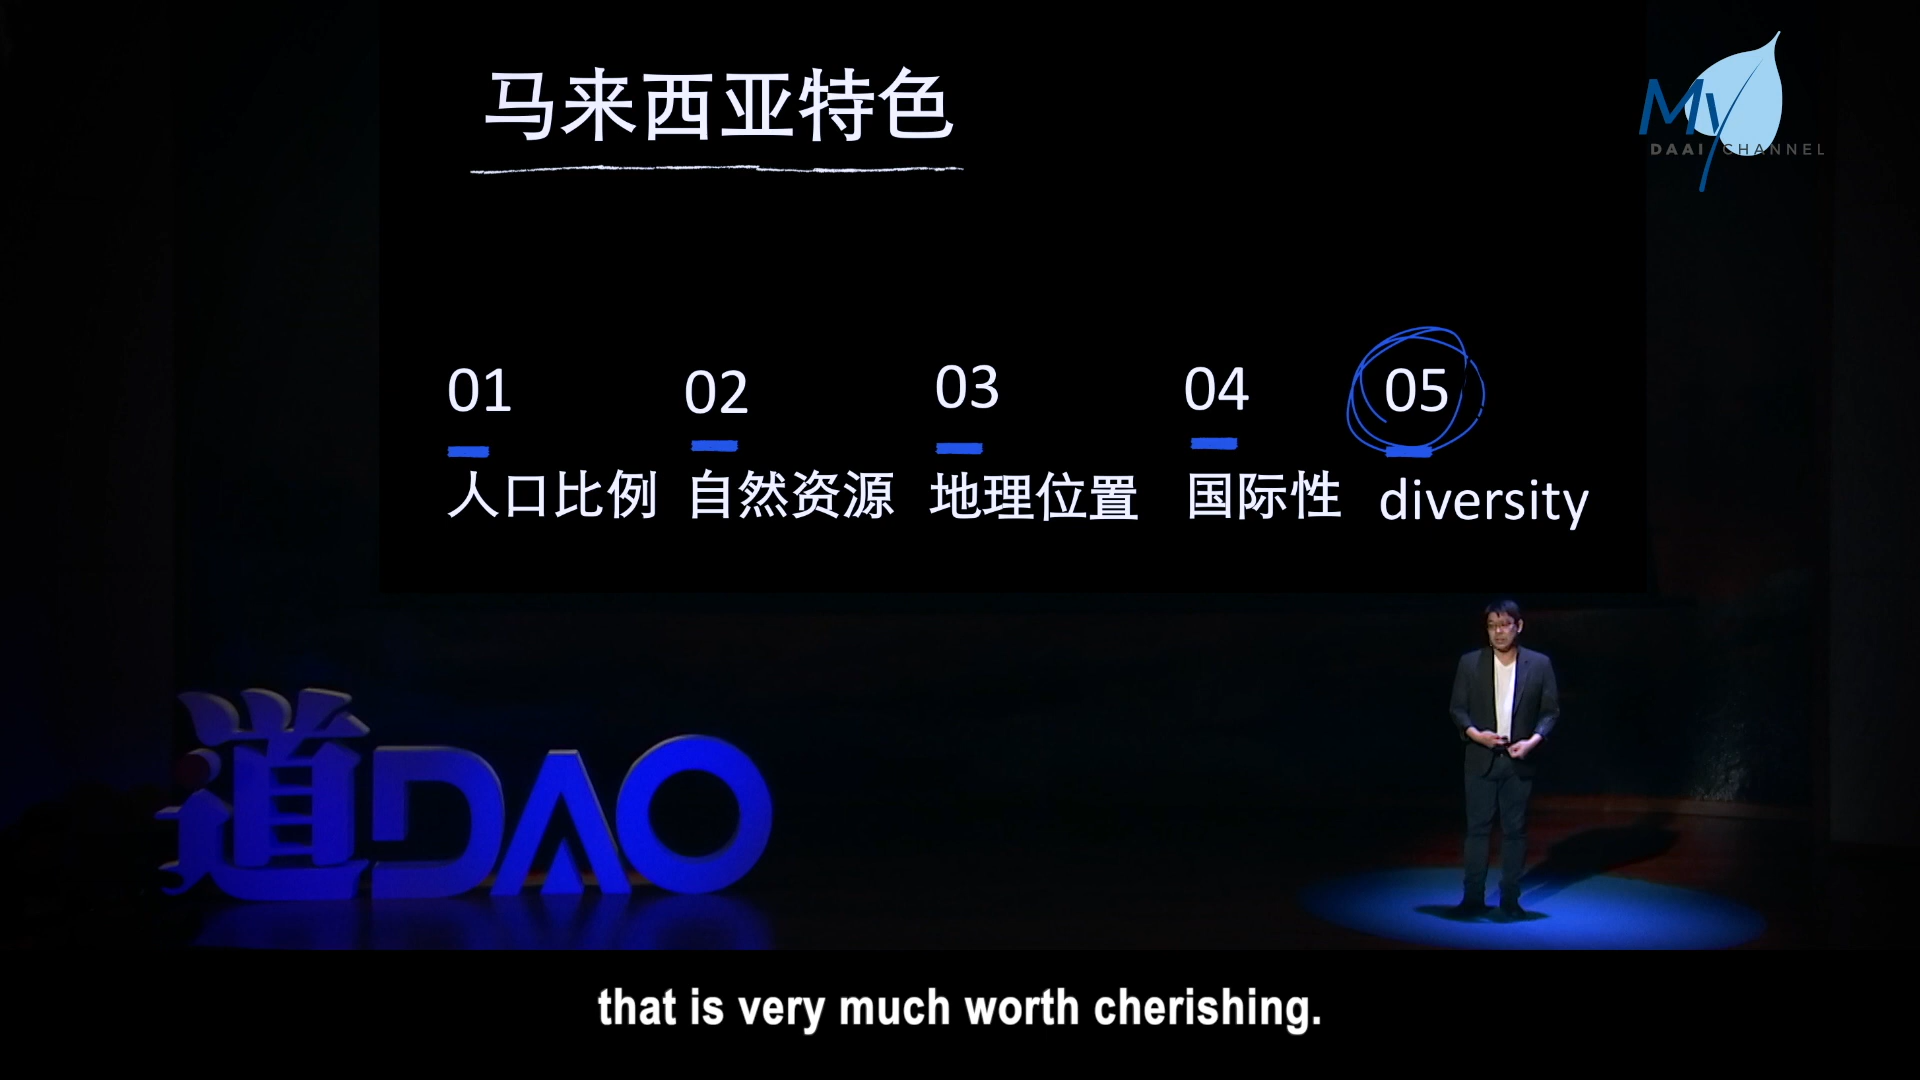 马来西亚特色
My
DAAI CHANNEL
01
02
03
04
05
人口比例
自然资源
地理位置
国际性
diversity
道DAO
that is very much worth cherishing.